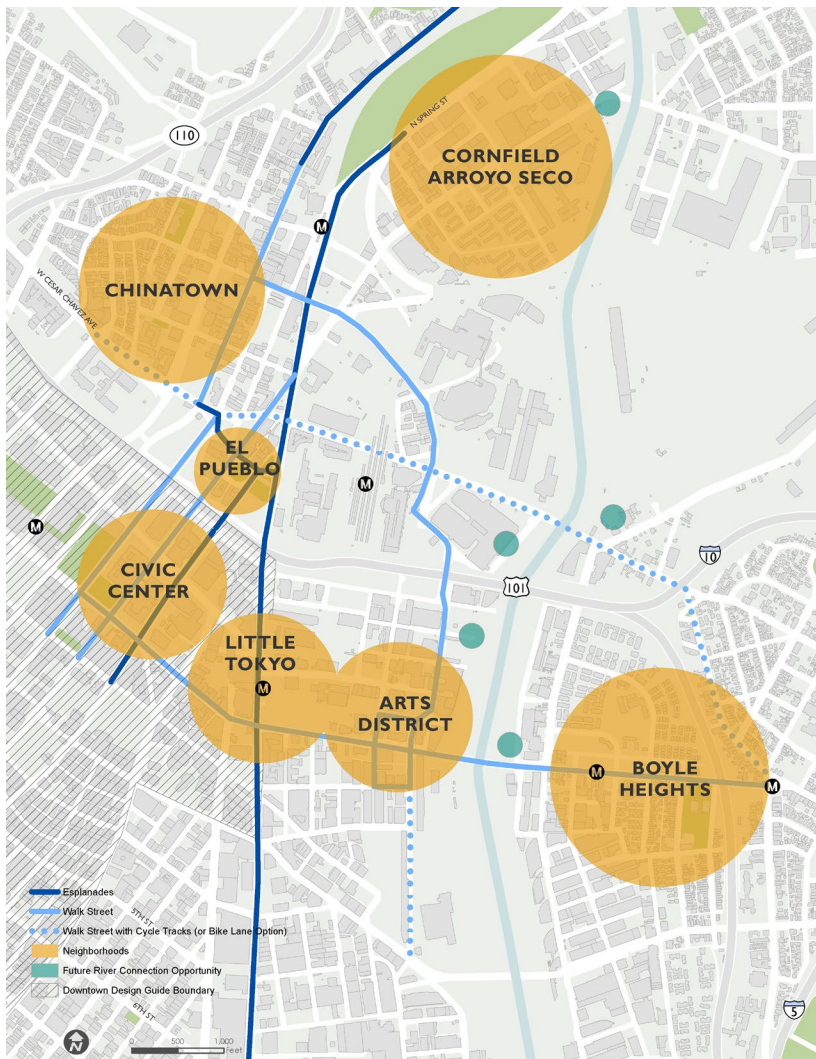 110
N SPRING ST
CORNFIELD
ARROYO SECO
M
CHINATOWN
W CESAR CHAVEZ AVE
EL
PUEBLO
M
M
CIVIC
CENTER
10
101
LITTLE
TOKYO
M
ARTS
DISTRICT
BOYLE
HEIGHTS
M
M
Esplanades
Walk Street
Walk Street with Cycle Tracks (or Bike Lane Option)
Neighborhoods
Future River Connection Opportunity
Downtown Design Guide Boundary
5TH ST
6TH ST
5
N
0 500 1,000
Feet